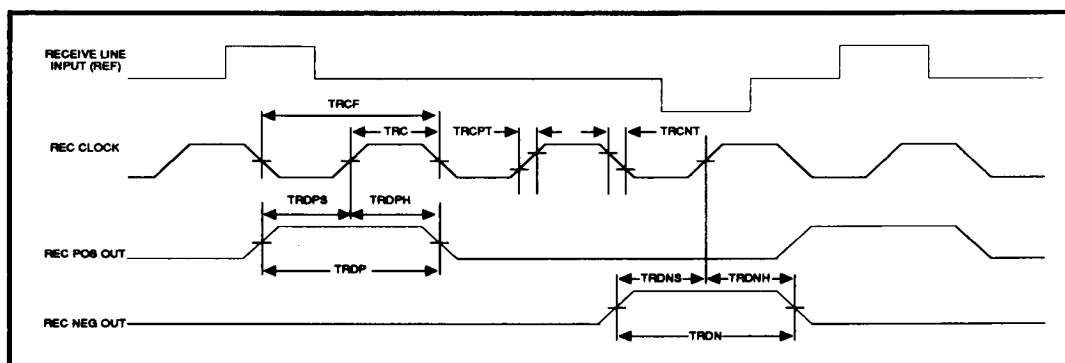 RECEIVE LINE
INPUT (REF)
TRCF
TRC
TRCPT
TRCNT
REC CLOCK
TRDPS
TRDPH
REC POS OUT
TRDP
TRDNS
TRDNH
REC NEG OUT
TRDN